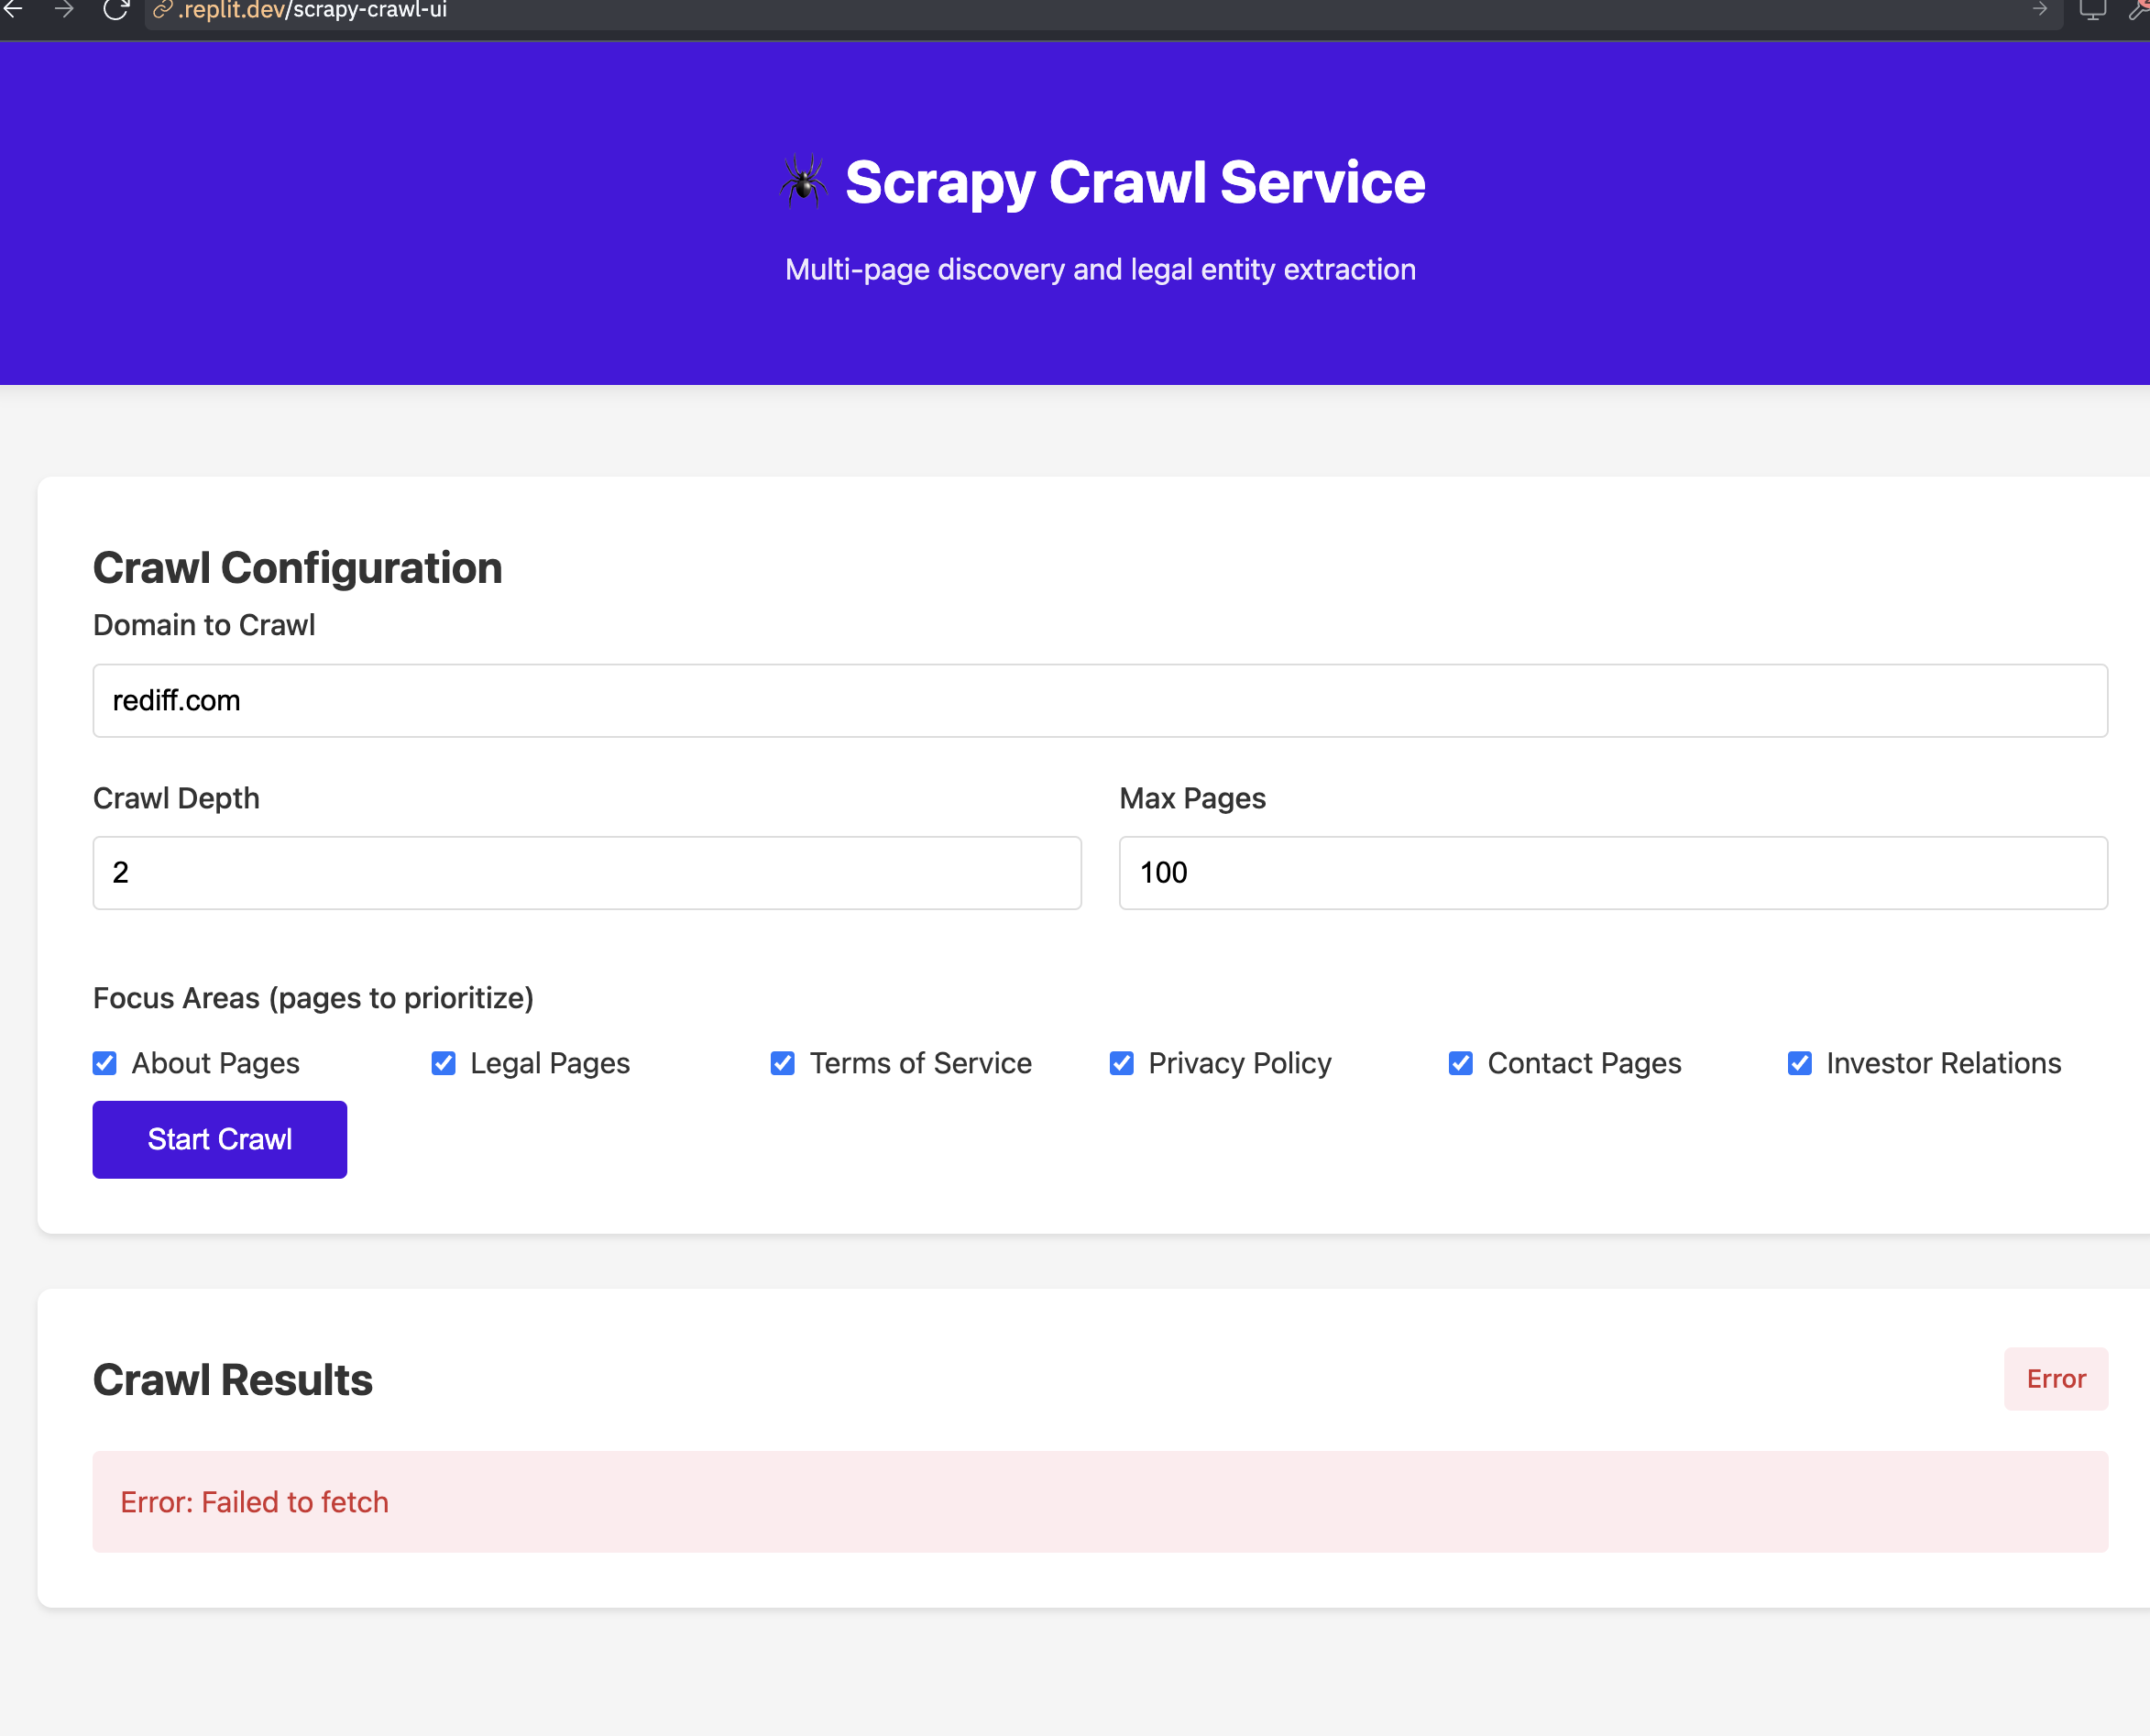 .replit.dev/scrapy-crawl-ui
Scrapy Crawl Service
Multi-page discovery and legal entity extraction
Crawl Configuration
Domain to Crawl
rediff.com
Crawl Depth
Max Pages
2
100
Focus Areas (pages to prioritize)
About Pages
Legal Pages
Terms of Service
Privacy Policy
Contact Pages
Investor Relations
Start Crawl
Crawl Results
Error
Error: Failed to fetch